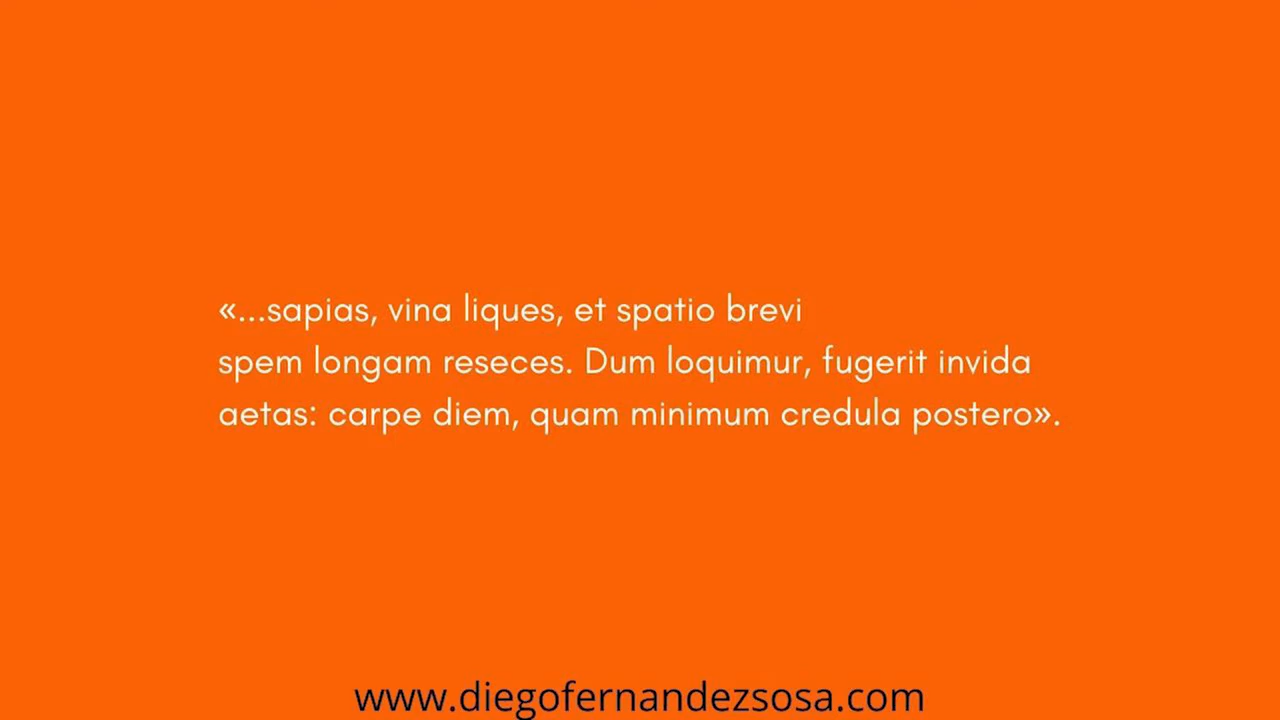 «...sapias, vina liques, et spatio brevi
spem longam reseces. Dum loquimur, fugerit invida
aetas: carpe diem, quam minimum credula postero».
www.diegofernandezsosa.com